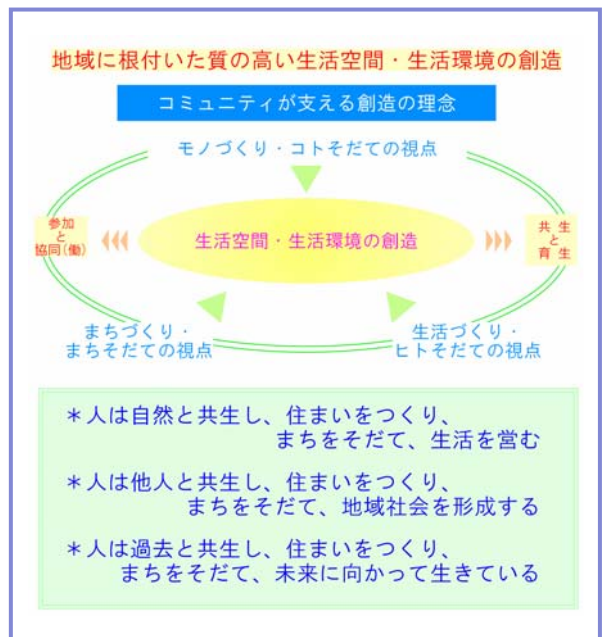 地域に根付いた質の高い生活空間・生活環境の創造
コミュニティが支える創造の理念
モノづくり・コトそだての視点
参加
と
協同(働)
生活空間・生活環境の創造
共生
と
育生
まちづくり・
まちそだての視点
生活づくり・
ヒトそだての視点
＊人は自然と共生し、住まいをつくり、
まちをそだて、生活を営む
＊人は他人と共生し、住まいをつくり、
まちをそだて、地域社会を形成する
＊人は過去と共生し、住まいをつくり、
まちをそだて、未来に向かって生きている